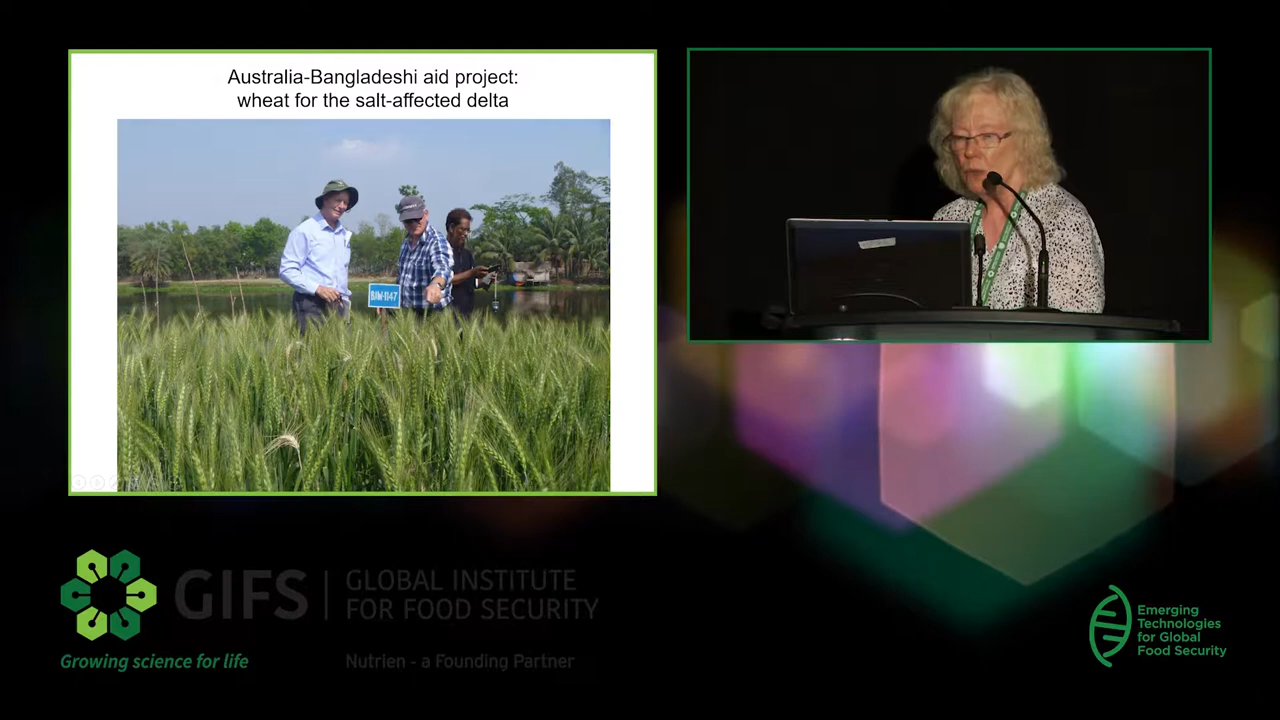 Australia-Bangladeshi aid project:
wheat for the salt-affected delta
BAW-1147
GIFS
GLOBAL INSTITUTE
FOR FOOD SECURITY
Growing science for life
Nutrien - a Founding Partner
Emerging
Technologies
for Global
Food Security